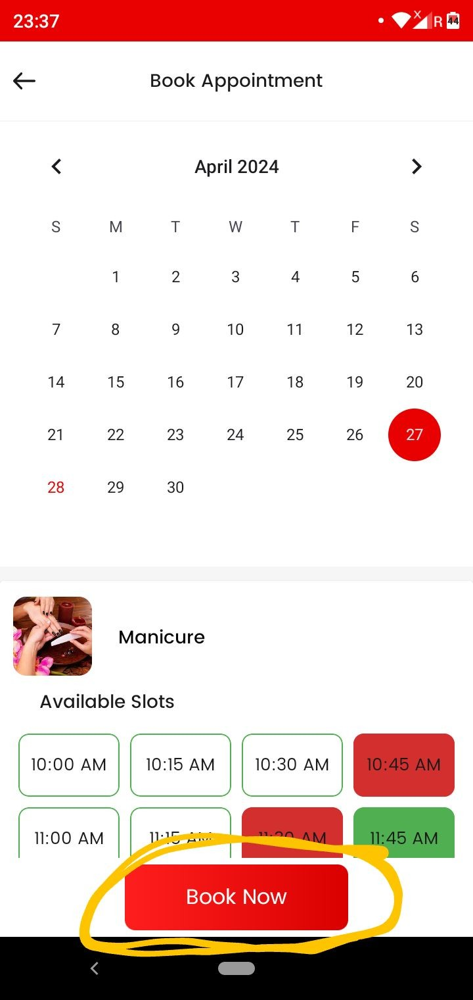 23:37 R 44
Book Appointment
April 2024
S M T W T F S
1 2 3 4 5 6
7 8 9 10 11 12 13
14 15 16 17 18 19 20
21 22 23 24 25 26 27
28 29 30
Manicure
Available Slots
10:00 AM 10:15 AM 10:30 AM 10:45 AM
11:00 AM 11:15 AM 11:30 AM 11:45 AM
Book Now